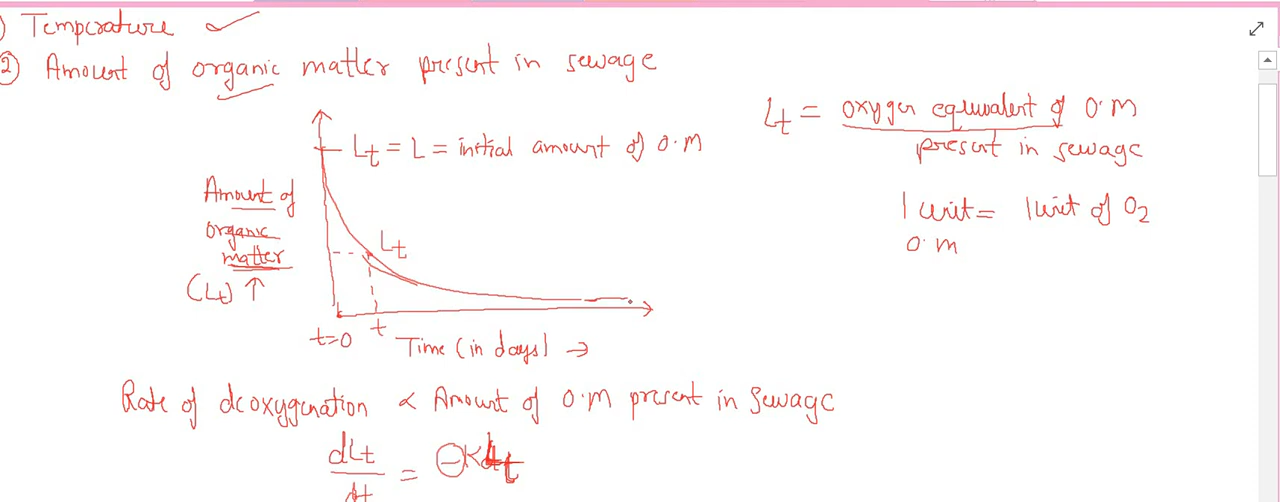 ) Temperature
② Amount of organic matter present in sewage
Lt = oxygen equivalent of O.M
present in sewage
Lt = L = initial amount of O.M
1 unit = 1 unit of O2
O.M
Amount of
organic
matter
(Lt) ↑
Lt
t=0
t
Time (in days) →
Rate of deoxygenation ∝ Amount of O.M present in sewage
dLt
dt
= -KLt